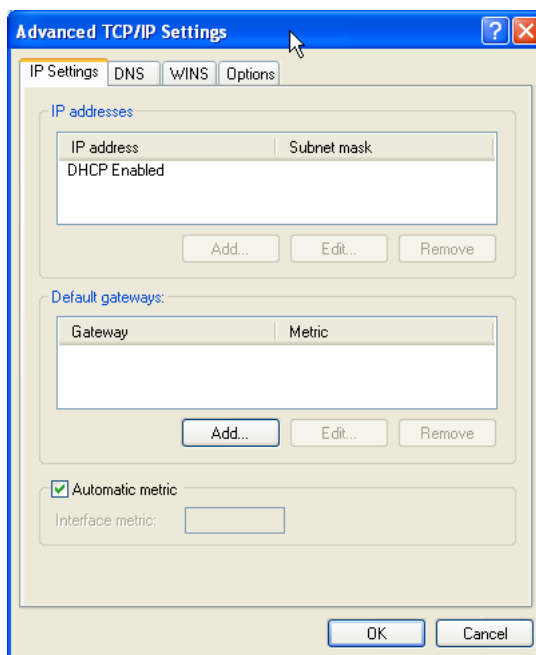 Advanced TCP/IP Settings
IP Settings DNS WINS Options
IP addresses
IP address Subnet mask
DHCP Enabled
Add... Edit... Remove
Default gateways:
Gateway Metric
Add... Edit... Remove
Automatic metric
Interface metric:
OK Cancel